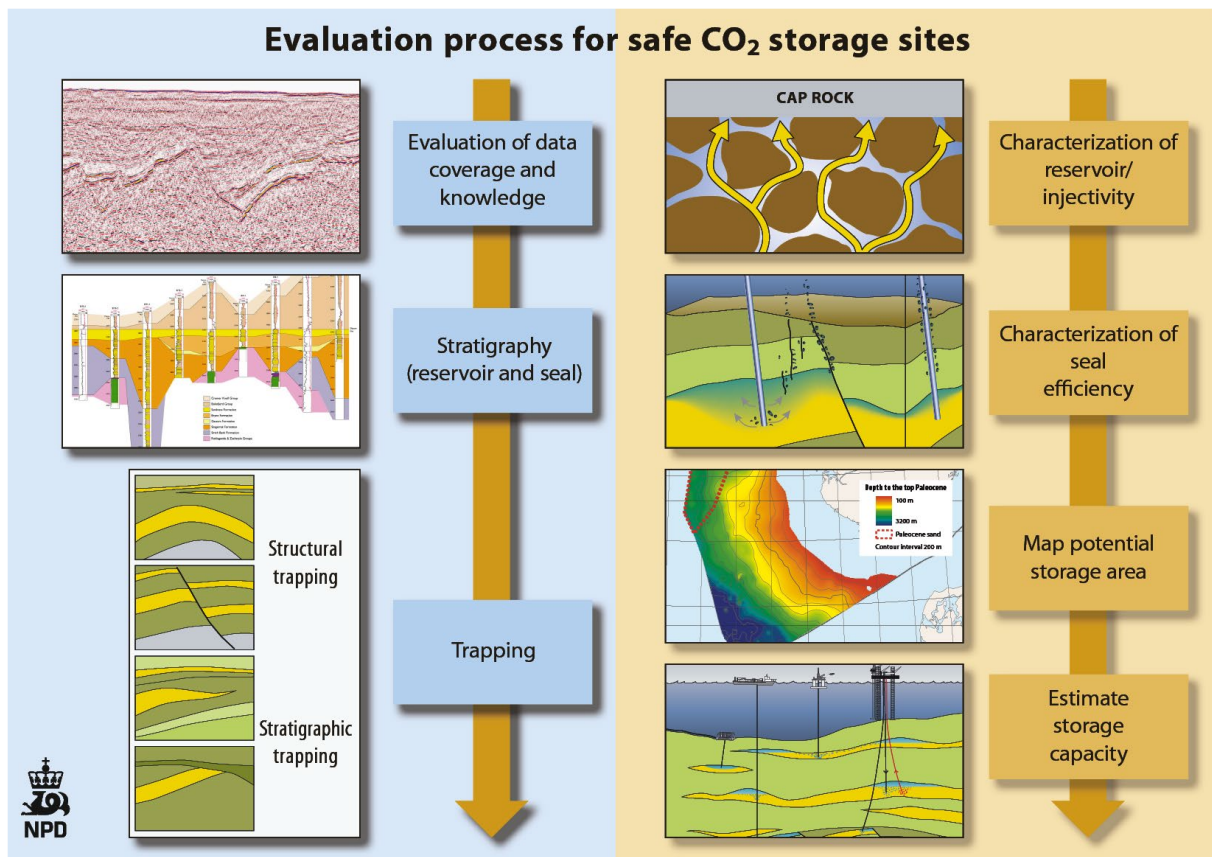 Evaluation process for safe CO₂ storage sites
Evaluation of data
coverage and
knowledge
Stratigraphy
(reservoir and seal)
Structural
trapping
Stratigraphic
trapping
Trapping
NPD
CAP ROCK
Characterization of
reservoir/
injectivity
Characterization of
seal
efficiency
Depth to the top Paleocene
100 m
3200 m
Paleocene sand
Contour interval 200 m
Map potential
storage area
Estimate
storage
capacity